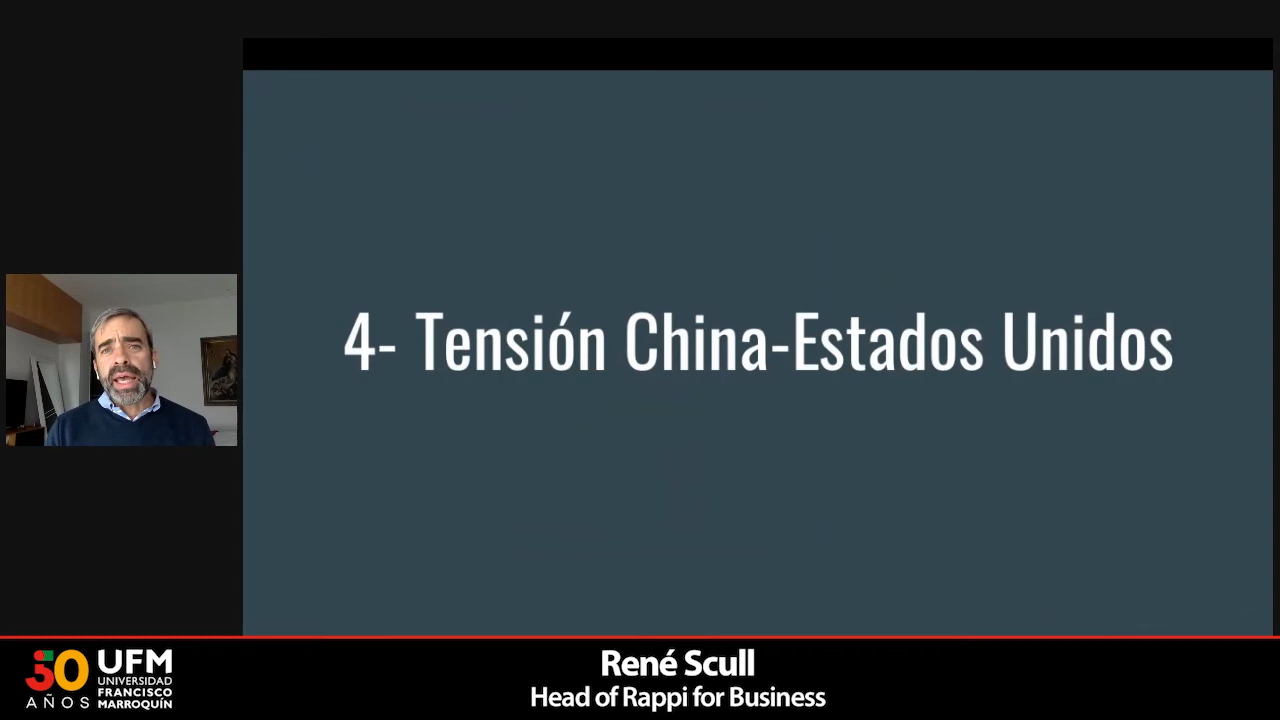 4- Tensión China-Estados Unidos
50
AÑOS
UFM
UNIVERSIDAD
FRANCISCO
MARROQUÍN
René Scull
Head of Rappi for Business